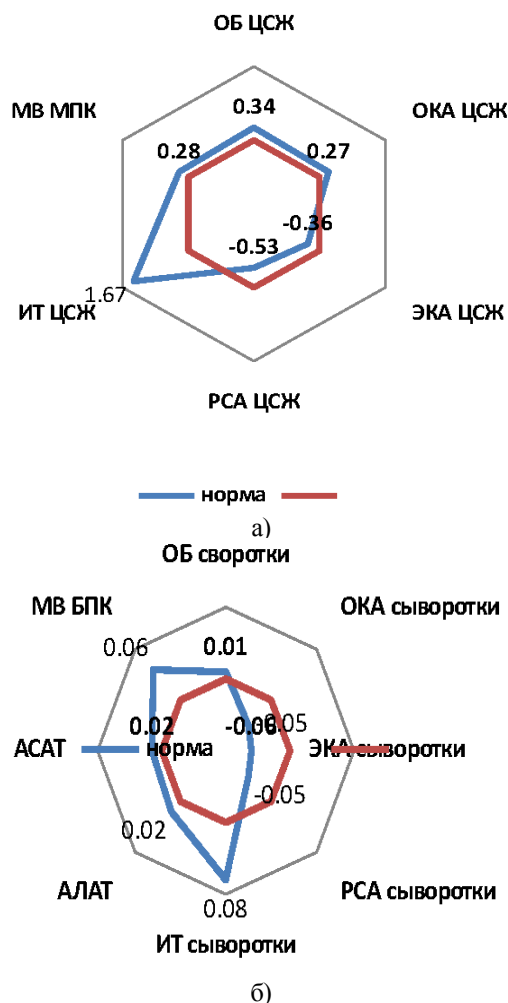 ОБ ЦСЖ
МВ МПК
ОКА ЦСЖ
0.34
0.28
0.27
-0.36
-0.53
1.67
ИТ ЦСЖ
ЭКА ЦСЖ
РСА ЦСЖ
норма
а)
ОБ своротки
МВ БПК
ОКА сыворотки
0.06
0.01
0.02
-0.06
-0.05
АСАТ
норма
ЭКА сыворотки
-0.05
0.02
АЛАТ
РСА сыворотки
0.08
ИТ сыворотки
б)